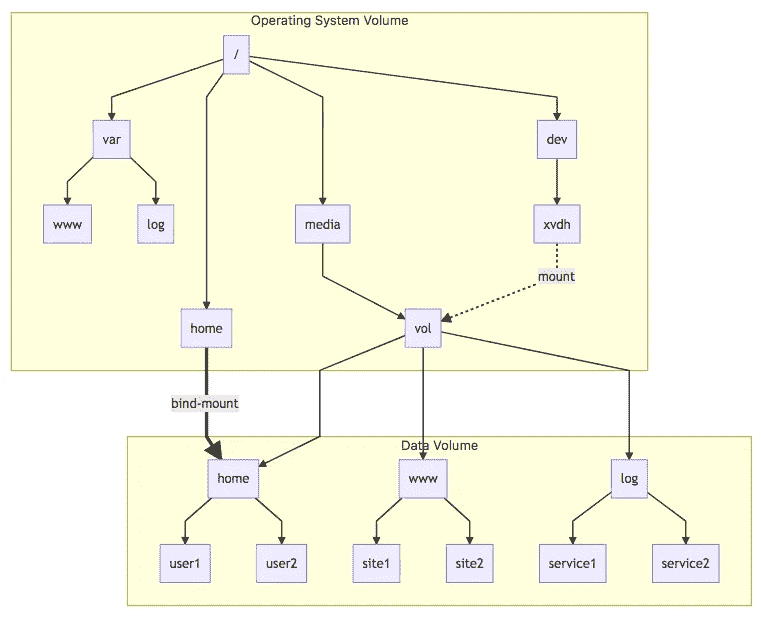 Operating System Volume
/
var
dev
www
log
media
xvdh
mount
home
vol
bind-mount
Data Volume
home
www
log
user1
user2
site1
site2
service1
service2